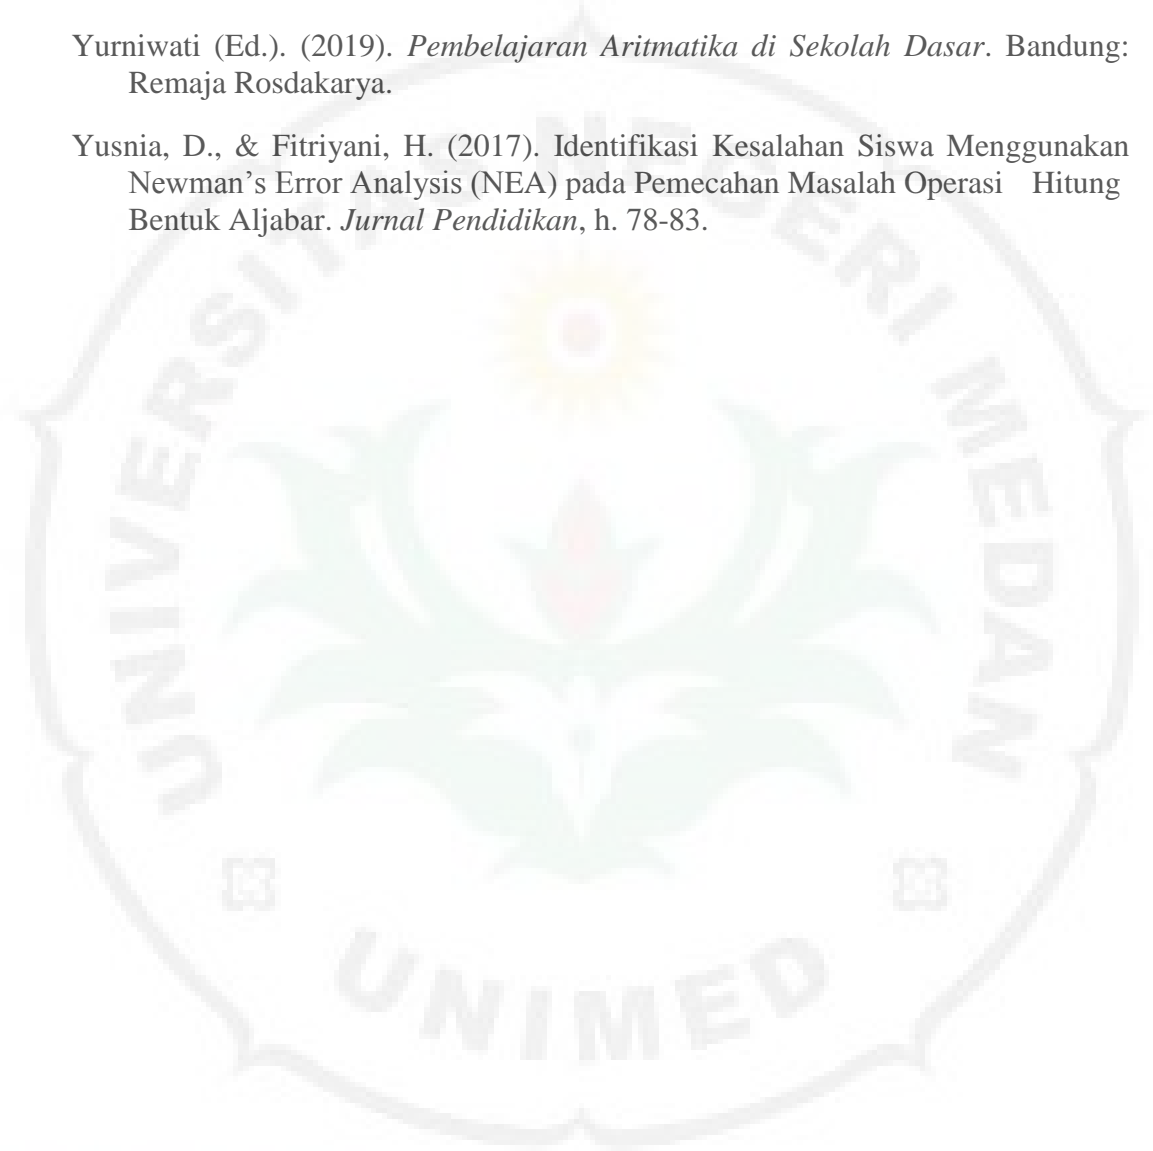 Yurniwati (Ed.). (2019). Pembelajaran Aritmatika di Sekolah Dasar. Bandung:
Remaja Rosdakarya.
Yusnia, D., & Fitriyani, H. (2017). Identifikasi Kesalahan Siswa Menggunakan
Newman's Error Analysis (NEA) pada Pemecahan Masalah Operasi Hitung
Bentuk Aljabar. Jurnal Pendidikan, h. 78-83.
UNIVERSITAS NEGERI MEDAN
UNIMED